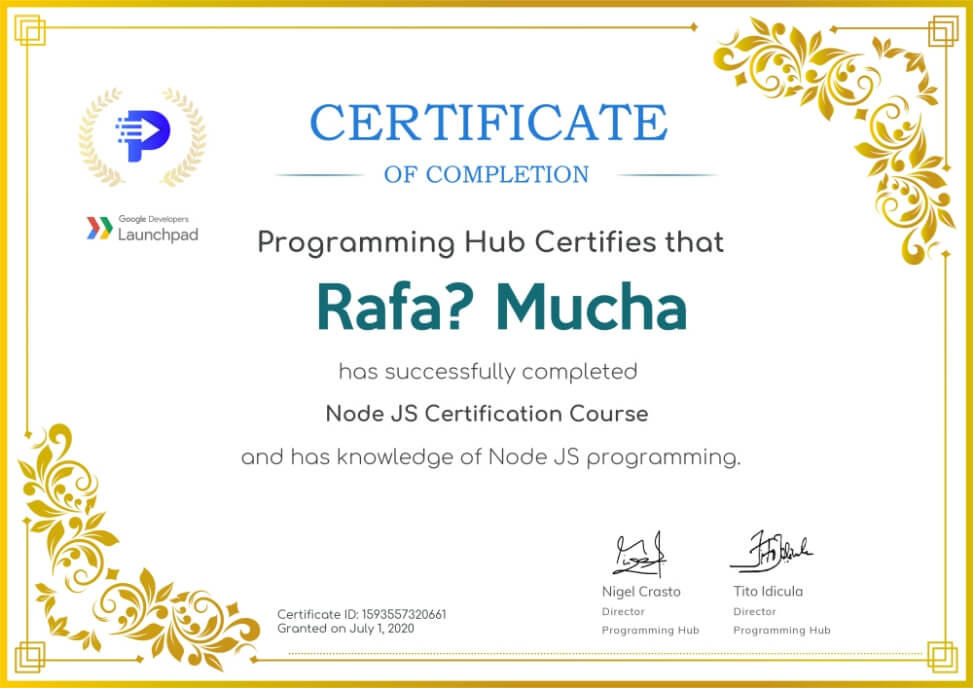 CERTIFICATE
OF COMPLETION
Google Developers
Launchpad
Programming Hub Certifies that
Rafa? Mucha
has successfully completed
Node JS Certification Course
and has knowledge of Node JS programming.
Nigel Crasto
Director
Programming Hub
Tito Idicula
Director
Programming Hub
Certificate ID: 1593557320661
Granted on July 1, 2020